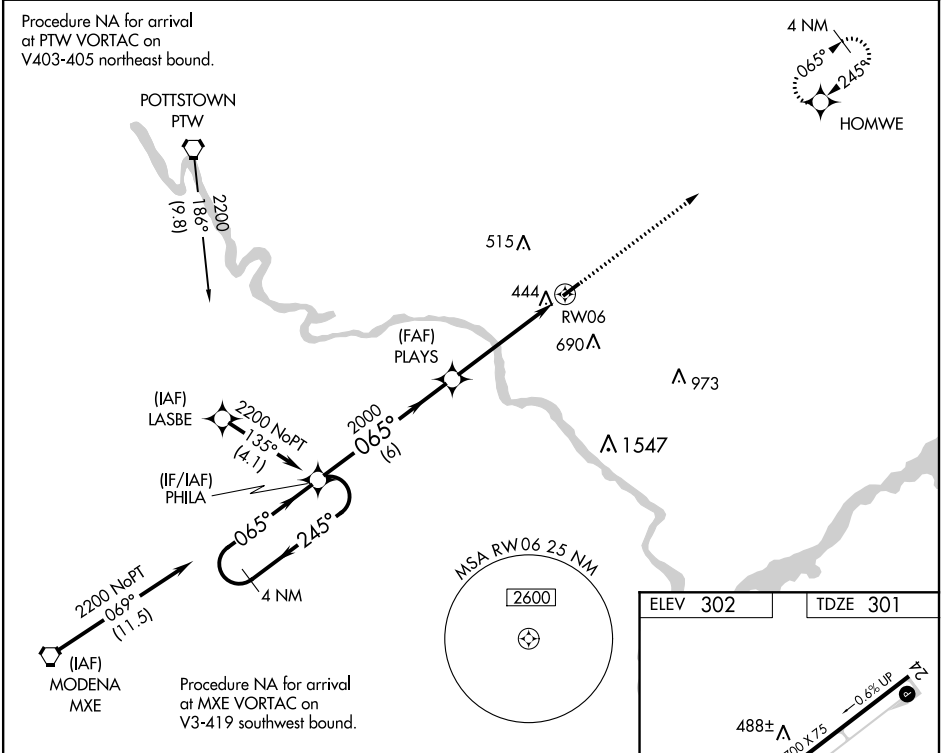 Procedure NA for arrival
at PTW VORTAC on
V403-405 northeast bound.
4 NM
065°
245°
HOMWE
POTTSTOWN
PTW
2200
186°
(9.8)
515
444
RW06
690
973
1547
(FAF)
PLAYS
(IAF)
LASBE
2200 NoPT
135°
(4.1)
2000
065°
(6)
(IF/IAF)
PHILA
065°
245°
4 NM
2200 NoPT
069°
(11.5)
(IAF)
MODENA
MXE
Procedure NA for arrival
at MXE VORTAC on
V3-419 southwest bound.
MSA RW06 25 NM
2600
ELEV 302
TDZE 301
24
0.6% UP
P
488±
700 X 75